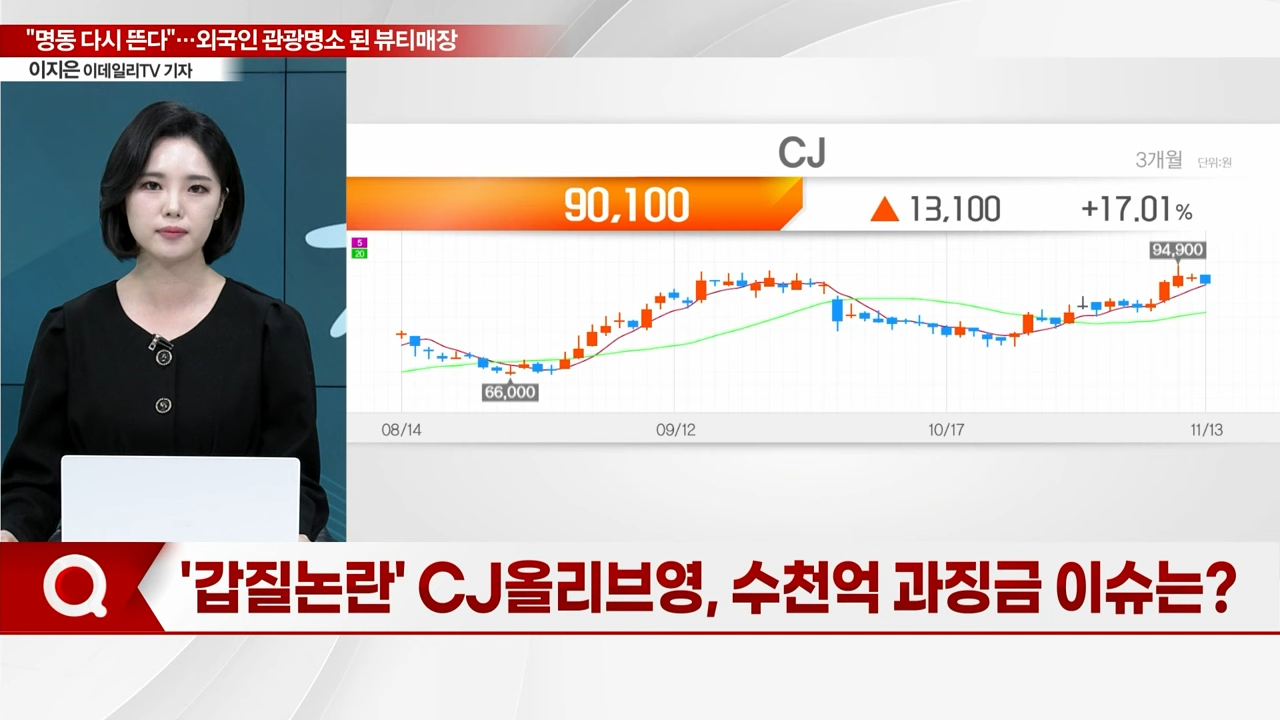 "명동 다시 뜬다"…외국인 관광명소 된 뷰티매장
이지은 이데일리TV 기자
CJ
3개월 단위:원
90,100 ▲ 13,100 +17.01%
5
20
94,900
66,000
08/14 09/12 10/17 11/13
'갑질논란' CJ올리브영, 수천억 과징금 이슈는?